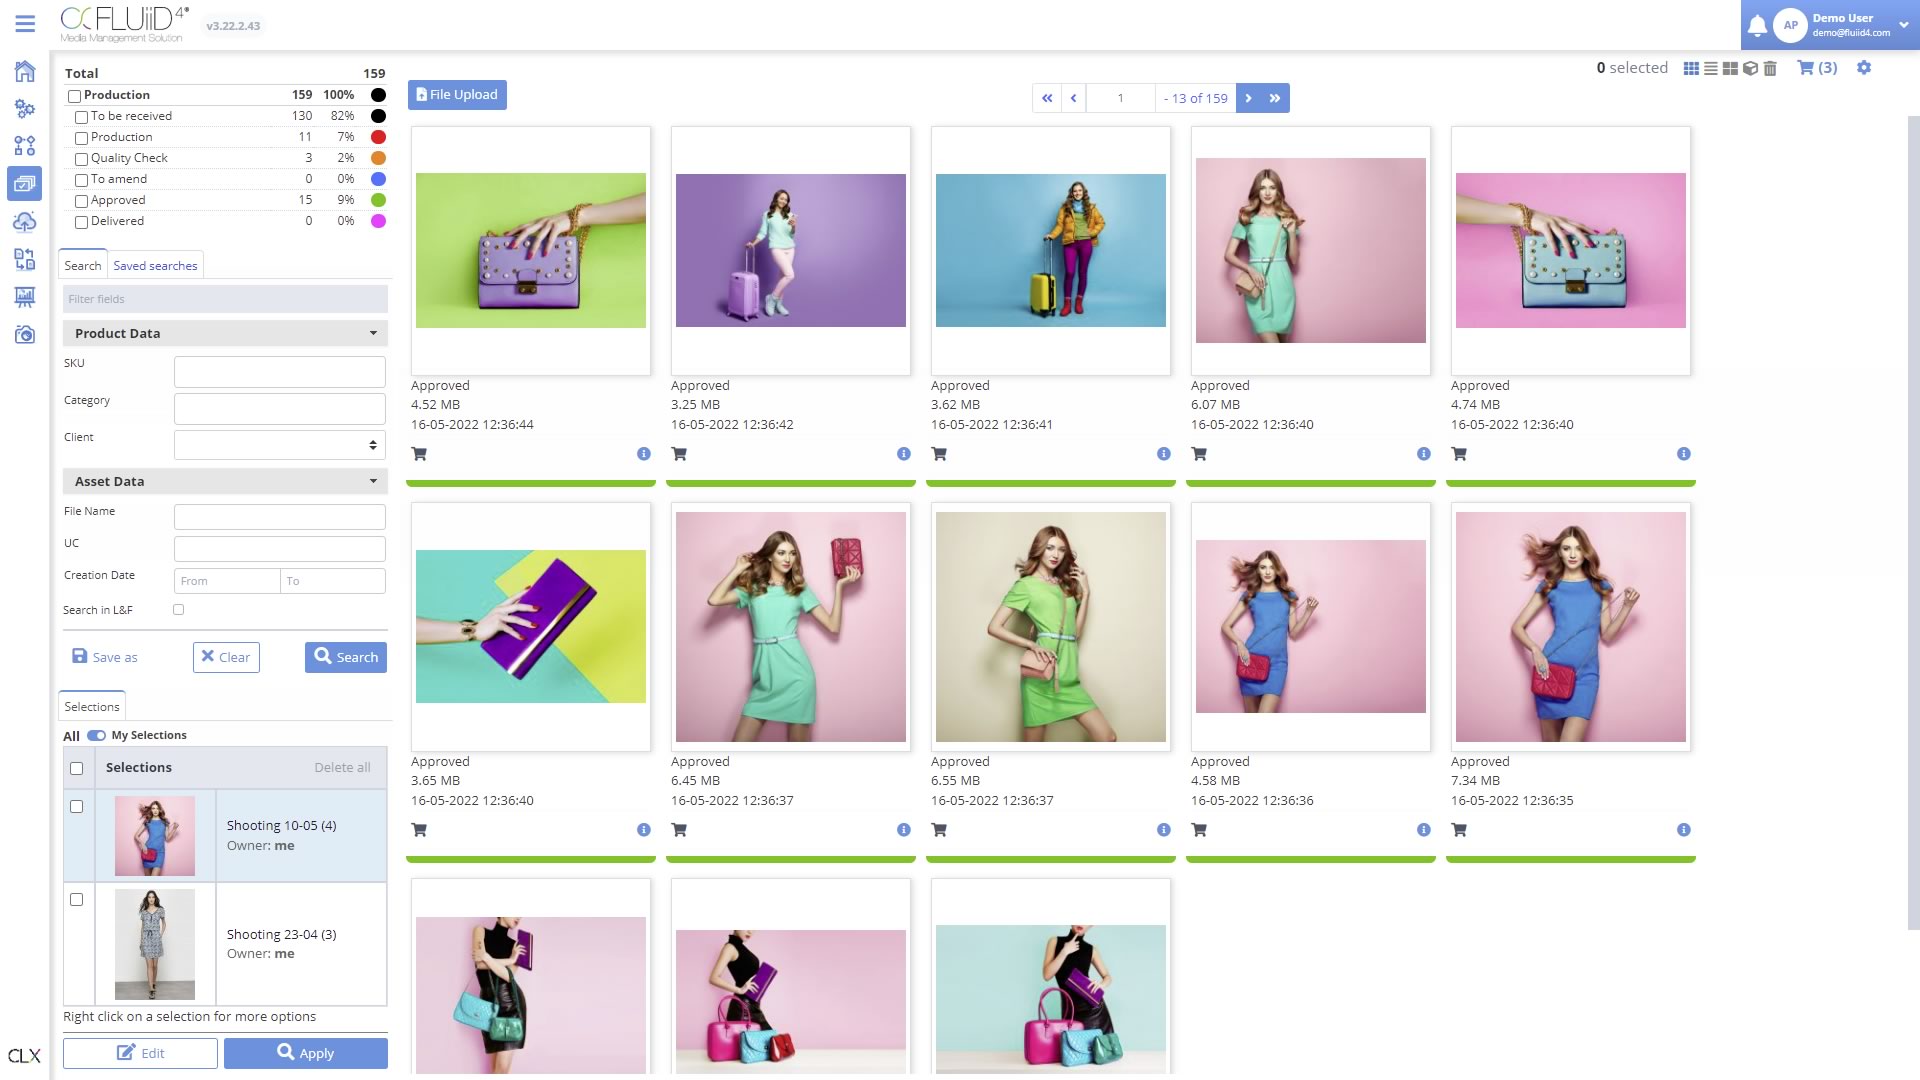 FLUiiD 4®
Media Management Solution
v3.22.2.43
AP
Demo User
demo@fluiid4.com
Total 159
Production 159 100%
To be received 130 82%
Production 11 7%
Quality Check 3 2%
To amend 0 0%
Approved 15 9%
Delivered 0 0%
Search Saved searches
Filter fields
Product Data
SKU
Category
Client
Asset Data
File Name
UC
Creation Date From To
Search in L&F
Save as Clear Search
Selections
All My Selections
Selections Delete all
Shooting 10-05 (4)
Owner: me
Shooting 23-04 (3)
Owner: me
Right click on a selection for more options
Edit Apply
CLX
File Upload
1 - 13 of 159
0 selected
(3)
Approved
4.52 MB
16-05-2022 12:36:44
Approved
3.25 MB
16-05-2022 12:36:42
Approved
3.62 MB
16-05-2022 12:36:41
Approved
6.07 MB
16-05-2022 12:36:40
Approved
4.74 MB
16-05-2022 12:36:40
Approved
3.65 MB
16-05-2022 12:36:40
Approved
6.45 MB
16-05-2022 12:36:37
Approved
6.55 MB
16-05-2022 12:36:37
Approved
4.58 MB
16-05-2022 12:36:36
Approved
7.34 MB
16-05-2022 12:36:35